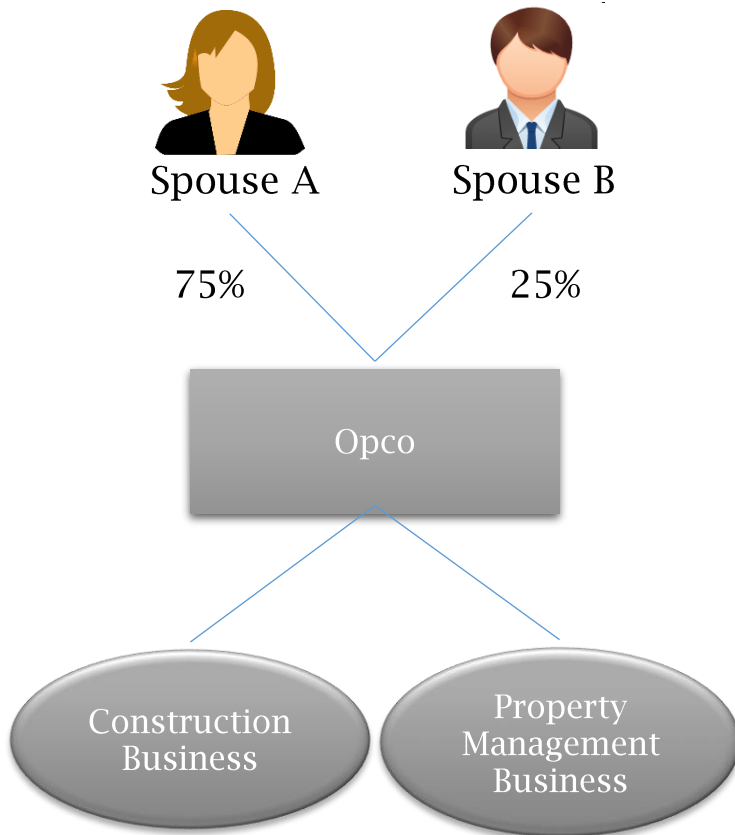 Spouse A
Spouse B
75%
25%
Opco
Construction
Business
Property
Management
Business